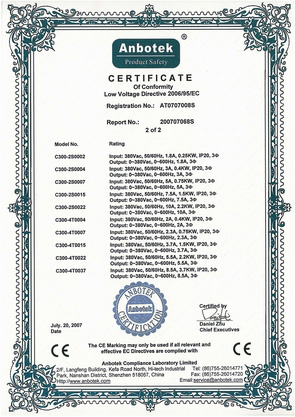 Anbotek
Product Safety
CERTIFICATE
Of Conformity
Low Voltage Directive 2006/95/EC
Registration No.: AT0707008S
Report No.: 200707068S
2 of 2
Model No. Rating
C300-2S0002 Input: 380Vac, 50/60Hz, 1.8A, 0.25KW, IP20, 3Φ
Output: 0~380Vac, 0~600Hz, 1.8A, 3Φ
C300-2S0004 Input: 380Vac, 50/60Hz, 3A, 0.4KW, IP20, 3Φ
Output: 0~380Vac, 0~600Hz, 3A, 3Φ
C300-2S0007 Input: 380Vac, 50/60Hz, 5A, 0.75KW, IP20, 3Φ
Output: 0~380Vac, 0~600Hz, 5A, 3Φ
C300-2S0015 Input: 380Vac, 50/60Hz, 7.5A, 1.5KW, IP20, 3Φ
Output: 0~380Vac, 0~600Hz, 7.5A, 3Φ
C300-2S0022 Input: 380Vac, 50/60Hz, 10A, 2.2KW, IP20, 3Φ
Output: 0~380Vac, 0~600Hz, 10A, 3Φ
C300-4T0004 Input: 380Vac, 50/60Hz, 2A, 0.4KW, IP20, 3Φ
Output: 0~380Vac, 0~600Hz, 2A, 3Φ
C300-4T0007 Input: 380Vac, 50/60Hz, 2.3A, 0.75KW, IP20, 3Φ
Output: 0~380Vac, 0~600Hz, 2.3A, 3Φ
C300-4T0015 Input: 380Vac, 50/60Hz, 3.7A, 1.5KW, IP20, 3Φ
Output: 0~380Vac, 0~600Hz, 3.7A, 3Φ
C300-4T0022 Input: 380Vac, 50/60Hz, 5.5A, 2.2KW, IP20, 3Φ
Output: 0~380Vac, 0~600Hz, 5.5A, 3Φ
C300-4T0037 Input: 380Vac, 50/60Hz, 8.5A, 3.7KW, IP20, 3Φ
Output: 0~380Vac, 0~600Hz, 8.5A, 3Φ
ANBOTEK
Anbotek
CERTIFICATION
Certified by
July. 20, 2007
Date
Daniel Zhu
Chief Executives
CE
The CE Marking may only be used if all relevant and
effective EC Directives are complied with
CE
Anbotek Compliance Laboratory Limited
2/F., Langfeng Building, Kefa Road North, Hi-tech Industrial Tel: (86)755-26014771
Park, Nanshan District, Shenzhen 518057, China Fax: (86)755-26014720
Http://www.anbotek.com Email:service@anbotek.com